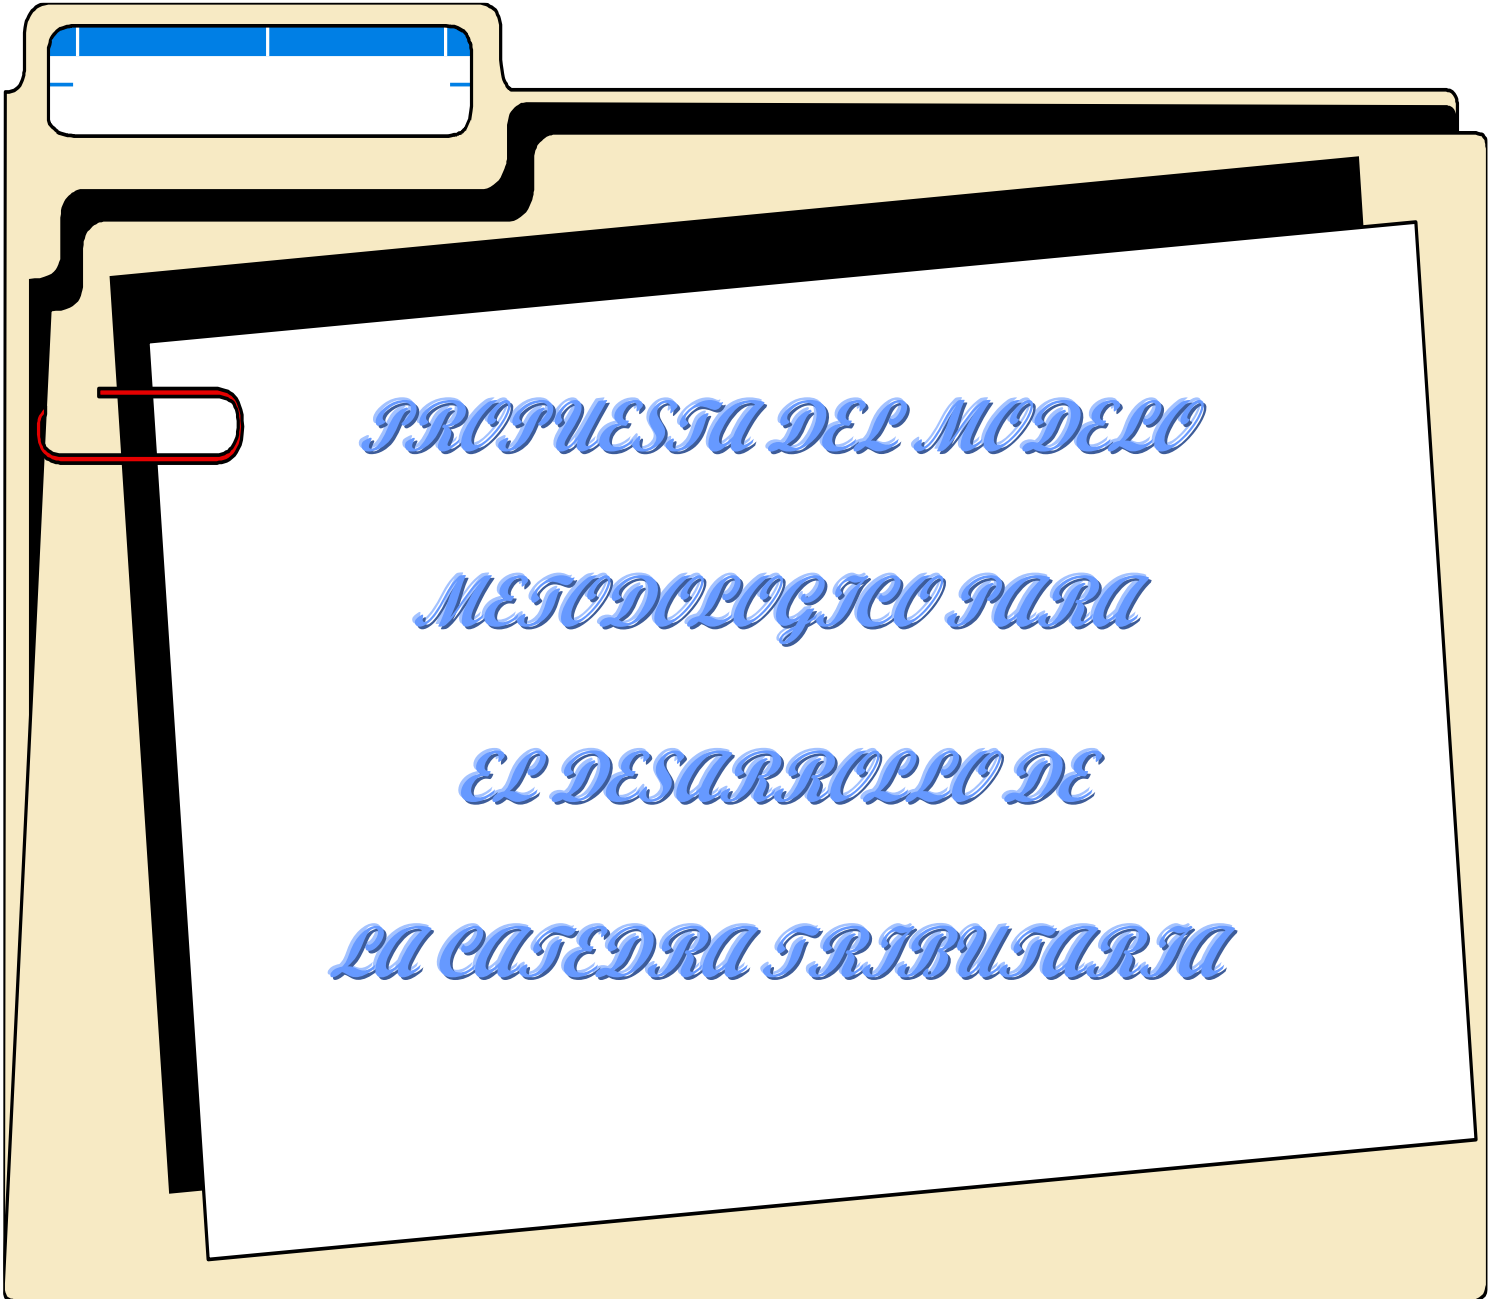 PROPUESTA DEL MODELO
METODOLOGICO PARA
EL DESARROLLO DE
LA CATEDRA TRIBUTARIA